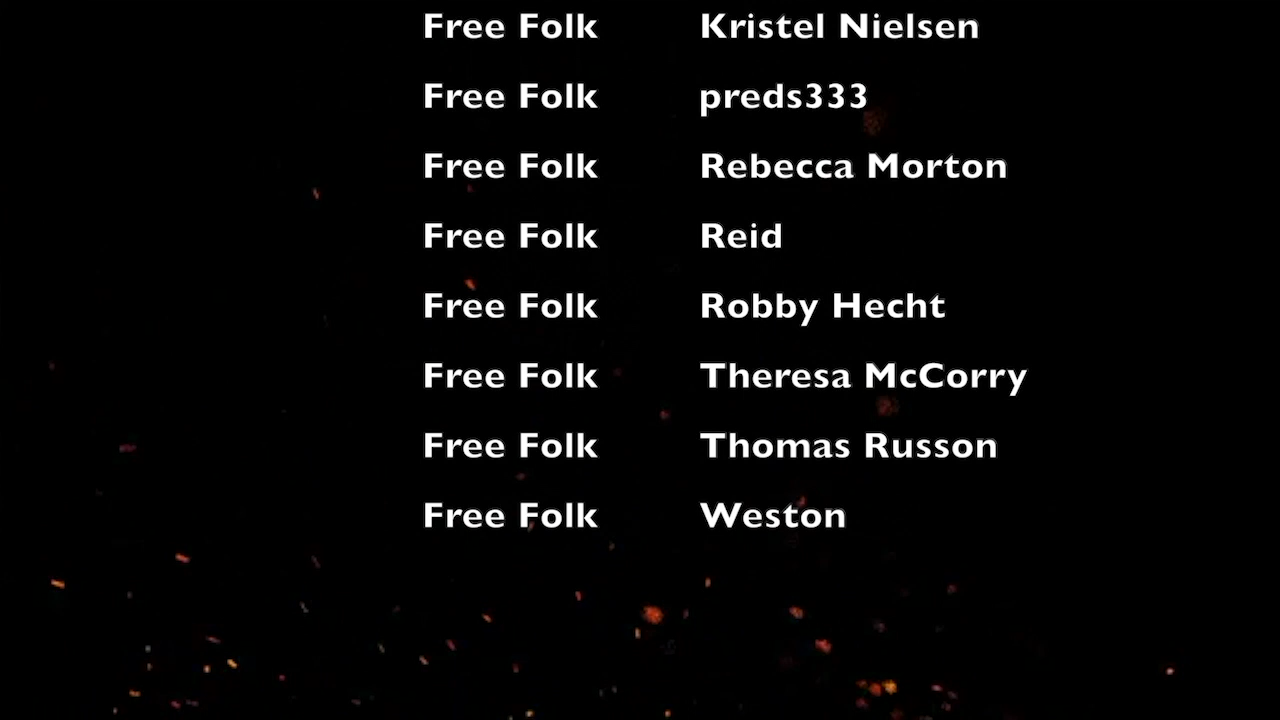 Free Folk Kristel Nielsen
Free Folk preds333
Free Folk Rebecca Morton
Free Folk Reid
Free Folk Robby Hecht
Free Folk Theresa McCorry
Free Folk Thomas Russon
Free Folk Weston